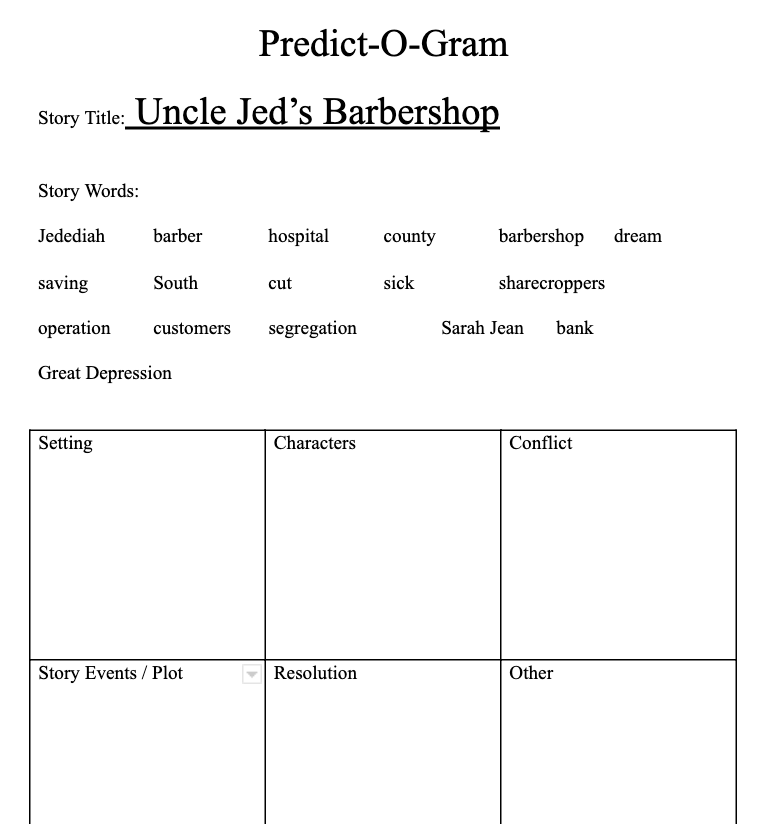 Predict-O-Gram
Story Title: Uncle Jed’s Barbershop
Story Words:
Jedediah barber hospital county barbershop dream
saving South cut sick sharecroppers
operation customers segregation Sarah Jean bank
Great Depression
Setting Characters Conflict
Story Events / Plot Resolution Other